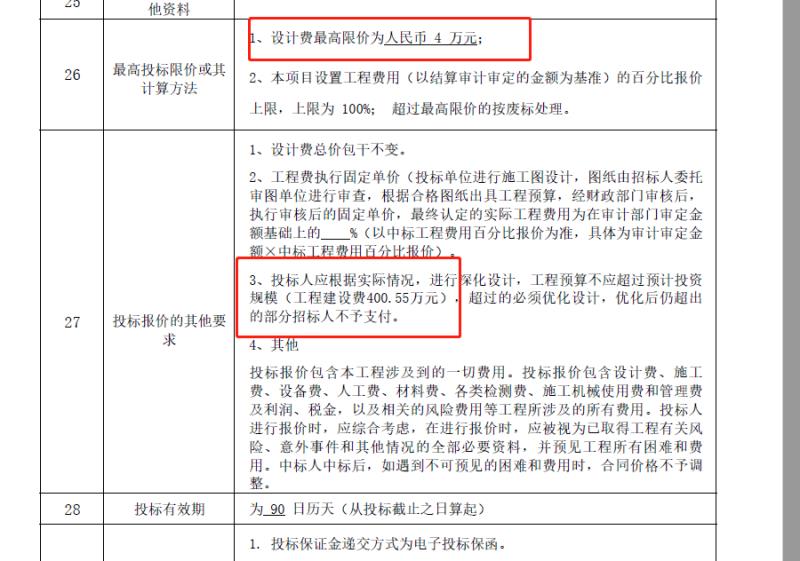 25
他资料
26
最高投标限价或其
计算方法
1、设计费最高限价为人民币 4 万元；
2、本项目设置工程费用（以结算审计审定的金额为基准）的百分比报价
上限，上限为 100%； 超过最高限价的按废标处理。
27
投标报价的其他要
求
1、设计费总价包干不变。
2、工程费执行固定单价（投标单位进行施工图设计，图纸由招标人委托
审图单位进行审查，根据合格图纸出具工程预算，经财政部门审核后，
执行审核后的固定单价，最终认定的实际工程费用为在审计部门审定金
额基础上的____%（以中标工程费用百分比报价为准，具体为审计审定金
额×中标工程费用百分比报价）。
3、投标人应根据实际情况，进行深化设计，工程预算不应超过预计投资
规模（工程建设费400.55万元），超过的必须优化设计，优化后仍超出
的部分招标人不予支付。
4、其他
投标报价包含本工程涉及到的一切费用。投标报价包含设计费、施工
费、设备费、人工费、材料费、各类检测费、施工机械使用费和管理费
及利润、税金，以及相关的风险费用等工程所涉及的所有费用。投标人
进行报价时，应综合考虑，在进行报价时，应被视为已取得工程有关风
险、意外事件和其他情况的全部必要资料，并预见工程所有困难和费
用。中标人中标后，如遇到不可预见的困难和费用时，合同价格不予调
整。
28
投标有效期
为 90 日历天（从投标截止之日算起）
1. 投标保证金递交方式为电子投标保函。